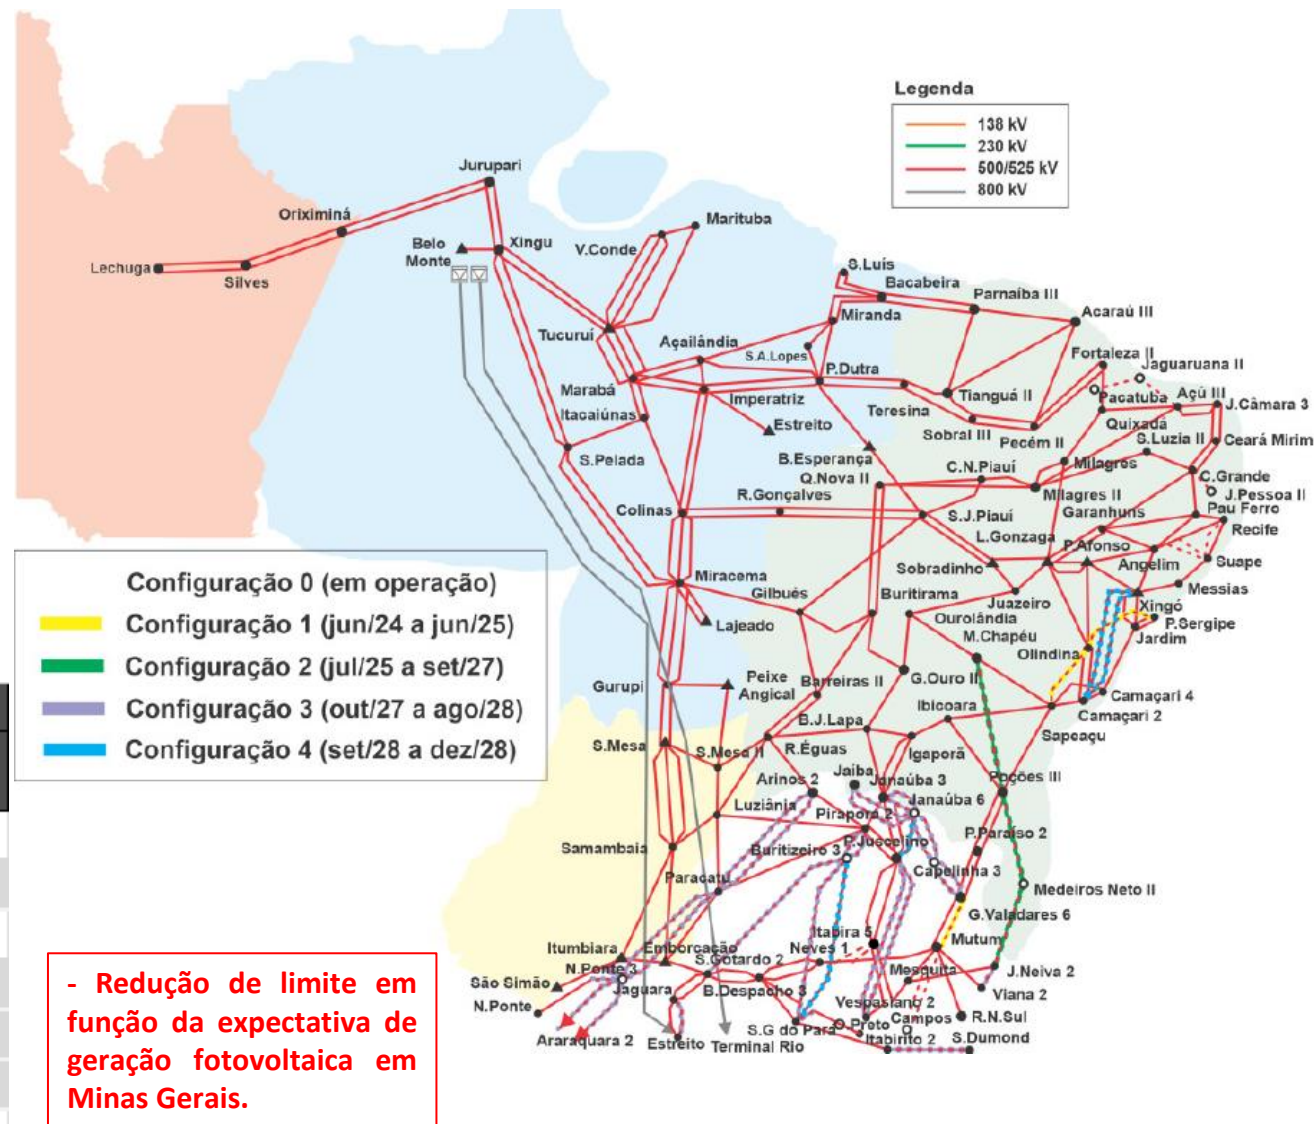 Legenda
138 kV
230 kV
500/525 kV
800 kV
Jurupari
Oriximiná
Lechuga
Silves
Belo
Monte
Xingu
V.Conde
Marituba
Tucuruí
S.Luís
Bacabeira
Parnaíba III
Miranda
Acaraú III
Açailândia
S.A.Lopes
P.Dutra
Fortaleza II
Jaguaruana II
Marabá
Imperatriz
Teresina
Tianguá II
Pacatuba
Açú III
J.Câmara 3
Itacaiúnas
Estreito
Sobral III
Pecém II
Quixadá
S.Luzia II
Ceará Mirim
S.Pelada
B.Esperança
C.N.Piauí
Milagres
C.Grande
Q.Nova II
R.Gonçalves
Milagres II
J.Pessoa II
Colinas
S.J.Piauí
Garanhuns
Pau Ferro
Recife
L.Gonzaga
P.Afonso
Miracema
Sobradinho
Angelim
Suape
Gilbués
Buritirama
Juazeiro
Messias
Lajeado
Ourolândia
Xingó
P.Sergipe
M.Chapéu
Jardim
Olindina
Gurupi
Peixe
Angical
Barreiras II
G.Ouro II
Camaçari 4
Ibicoara
Camaçari 2
B.J.Lapa
Sapeaçu
S.Mesa
S.Mesa II
R.Éguas
Igaporã
Arinos 2
Jaíba
Janaúba 3
Poções III
Luziânia
Janaúba 6
Pirapora 2
Samambaia
Buritizeiro 3
P.Juscelino
P.Paraíso 2
Paracatu
Capelinha 3
Medeiros Neto II
G.Valadares 6
Itabira 5
Mutum
Itumbiara
Emborcação
Neves 1
N.Ponte 3
S.Gotardo 2
Mesquita
J.Neiva 2
São Simão
Jaguara
B.Despacho 3
Viana 2
N.Ponte
Vespasiano 2
Campos
R.N.Sul
S.G do Pará
O.Preto
Araraquara 2
Estreito
Terminal Rio
Itabirito 2
S.Dumond
Configuração 0 (em operação)
Configuração 1 (jun/24 a jun/25)
Configuração 2 (jul/25 a set/27)
Configuração 3 (out/27 a ago/28)
Configuração 4 (set/28 a dez/28)
- Redução de limite em
função da expectativa de
geração fotovoltaica em
Minas Gerais.